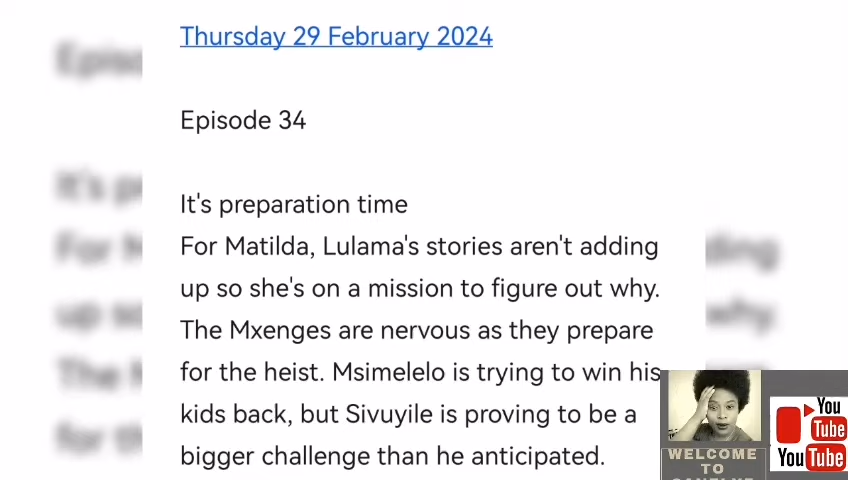 Thursday 29 February 2024
Episode 34
It's preparation time
For Matilda, Lulama's stories aren't adding
up so she's on a mission to figure out why.
The Mxenges are nervous as they prepare
for the heist. Msimelelo is trying to win his
kids back, but Sivuyile is proving to be a
bigger challenge than he anticipated.
You
Tube
YouTube
WELCOME
TO